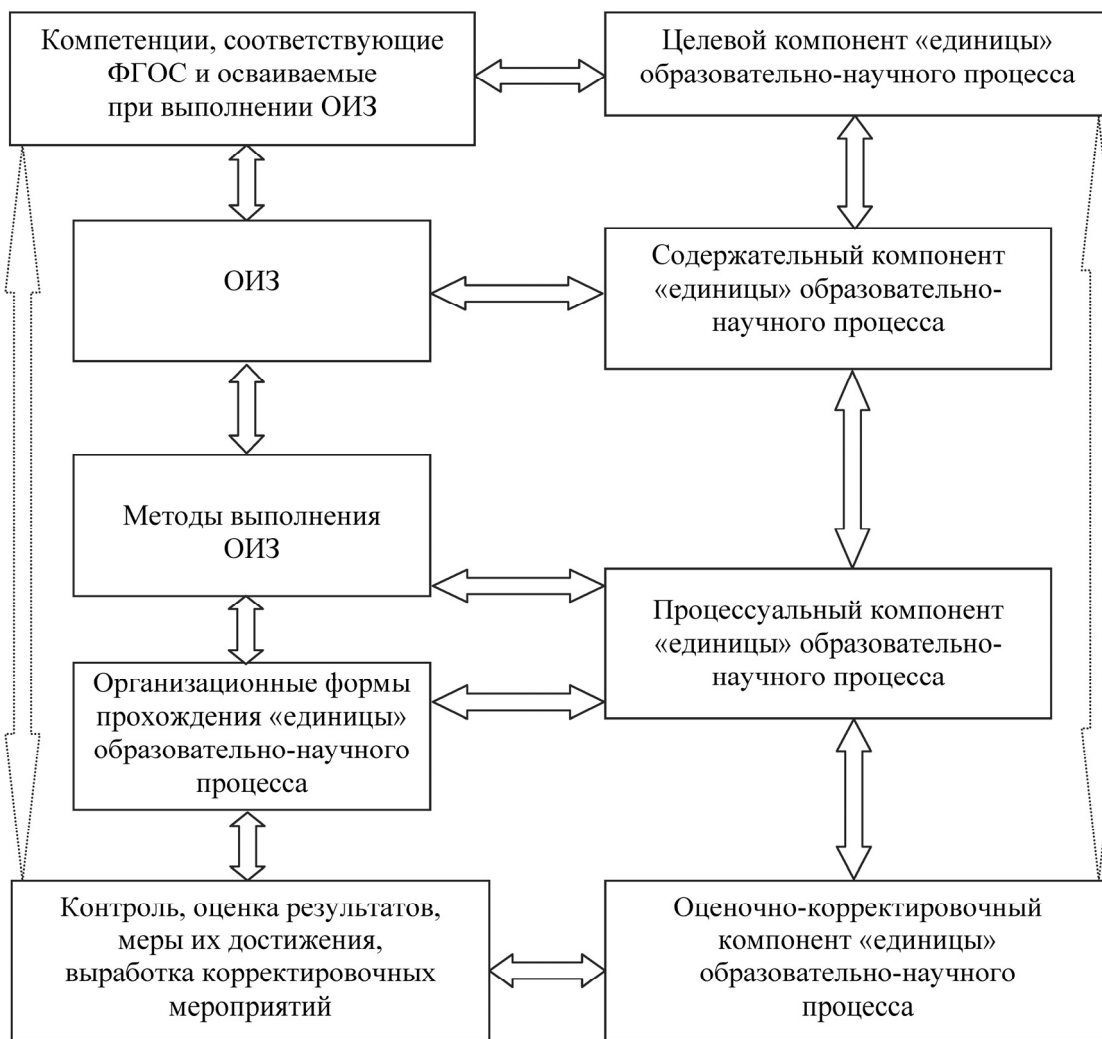 Компетенции, соответствующие
ФГОС и осваиваемые
при выполнении ОИЗ
Целевой компонент «единицы»
образовательно-научного процесса
ОИЗ
Содержательный компонент
«единицы» образовательно-
научного процесса
Методы выполнения
ОИЗ
Процессуальный компонент
«единицы» образовательно-
научного процесса
Организационные формы
прохождения «единицы»
образовательно-научного
процесса
Контроль, оценка результатов,
меры их достижения,
выработка корректировочных
мероприятий
Оценочно-корректировочный
компонент «единицы»
образовательно-научного
процесса